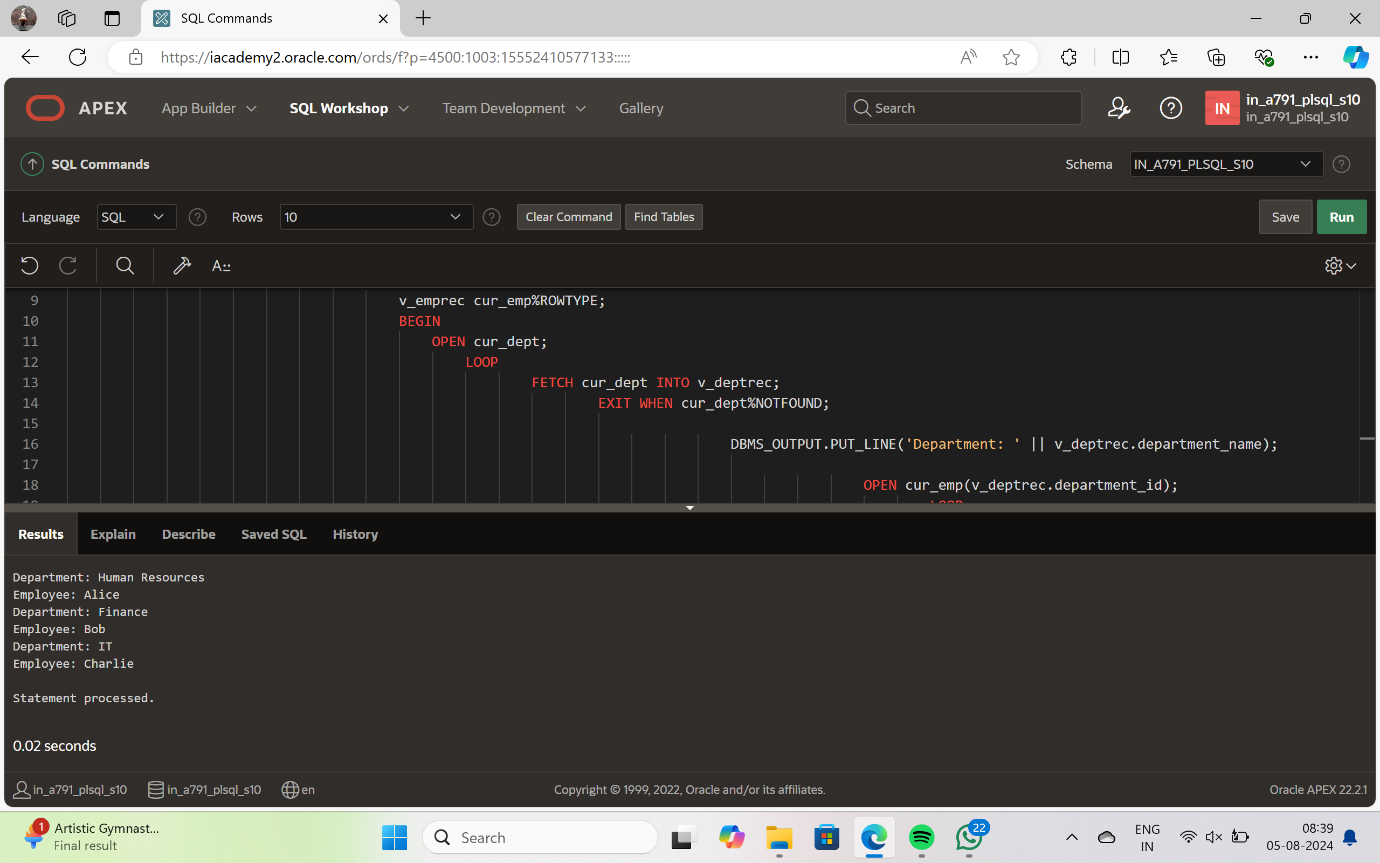 SQL Commands
https://iacademy2.oracle.com/ords/f?p=4500:1003:15552410577133:::::
APEX App Builder SQL Workshop Team Development Gallery Search IN in_a791_plsql_s10
in_a791_plsql_s10
SQL Commands Schema IN_A791_PLSQL_S10
Language SQL Rows 10 Clear Command Find Tables Save Run
9 v_emprec cur_emp%ROWTYPE;
10 BEGIN
11 OPEN cur_dept;
12 LOOP
13 FETCH cur_dept INTO v_deptrec;
14 EXIT WHEN cur_dept%NOTFOUND;
15
16 DBMS_OUTPUT.PUT_LINE('Department: ' || v_deptrec.department_name);
17
18 OPEN cur_emp(v_deptrec.department_id);
Results Explain Describe Saved SQL History
Department: Human Resources
Employee: Alice
Department: Finance
Employee: Bob
Department: IT
Employee: Charlie
Statement processed.
0.02 seconds
in_a791_plsql_s10 in_a791_plsql_s10 en Copyright © 1999, 2022, Oracle and/or its affiliates. Oracle APEX 22.2.1
1 Artistic Gymnast...
Final result
Search
22
ENG
IN
08:39
05-08-2024